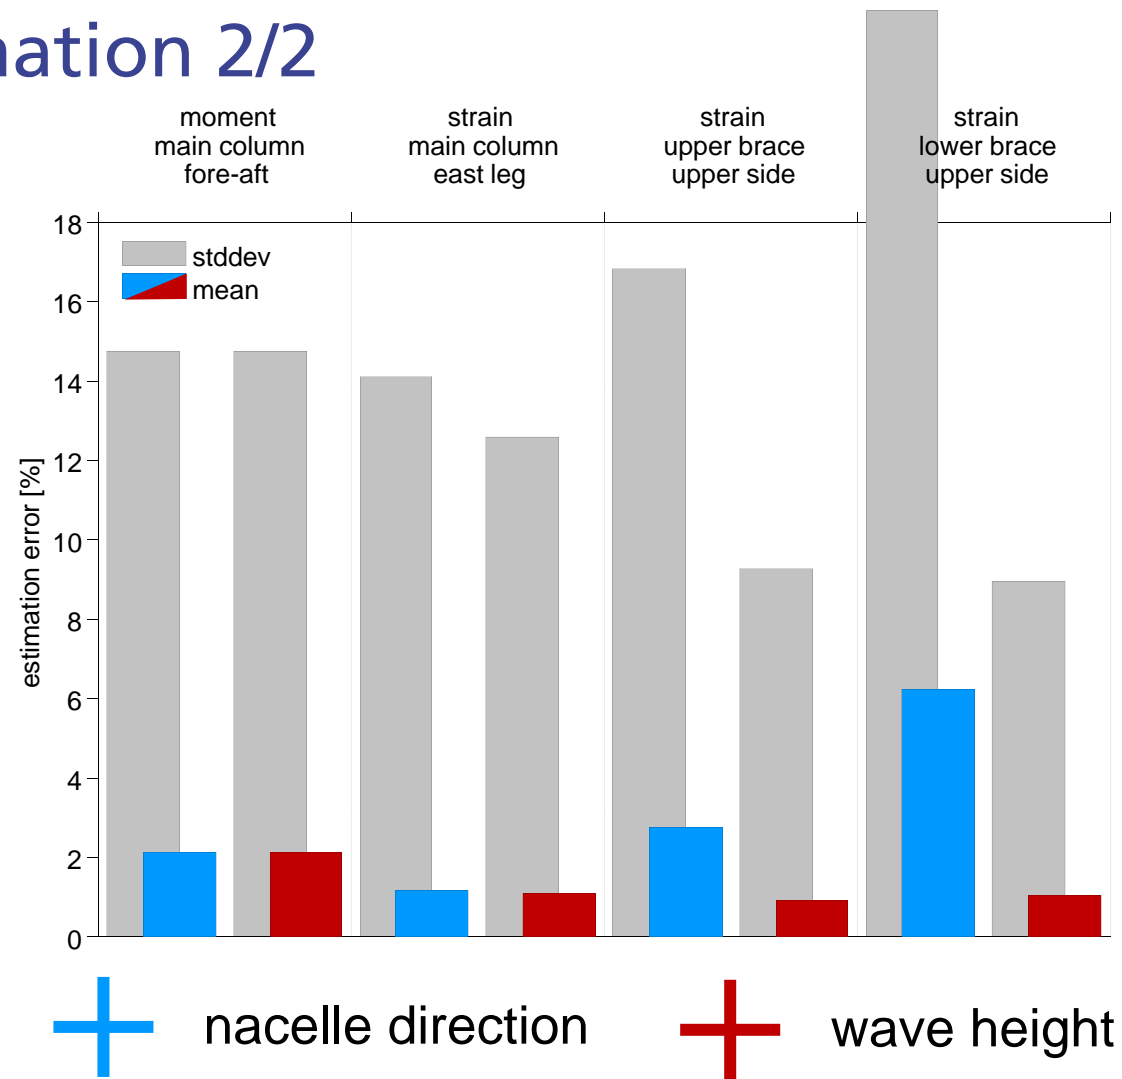 nation 2/2
moment
main column
fore-aft
strain
main column
east leg
strain
upper brace
upper side
strain
lower brace
upper side
18
16
14
12
10
8
6
4
2
0
estimation error [%]
stddev
mean
nacelle direction
wave height